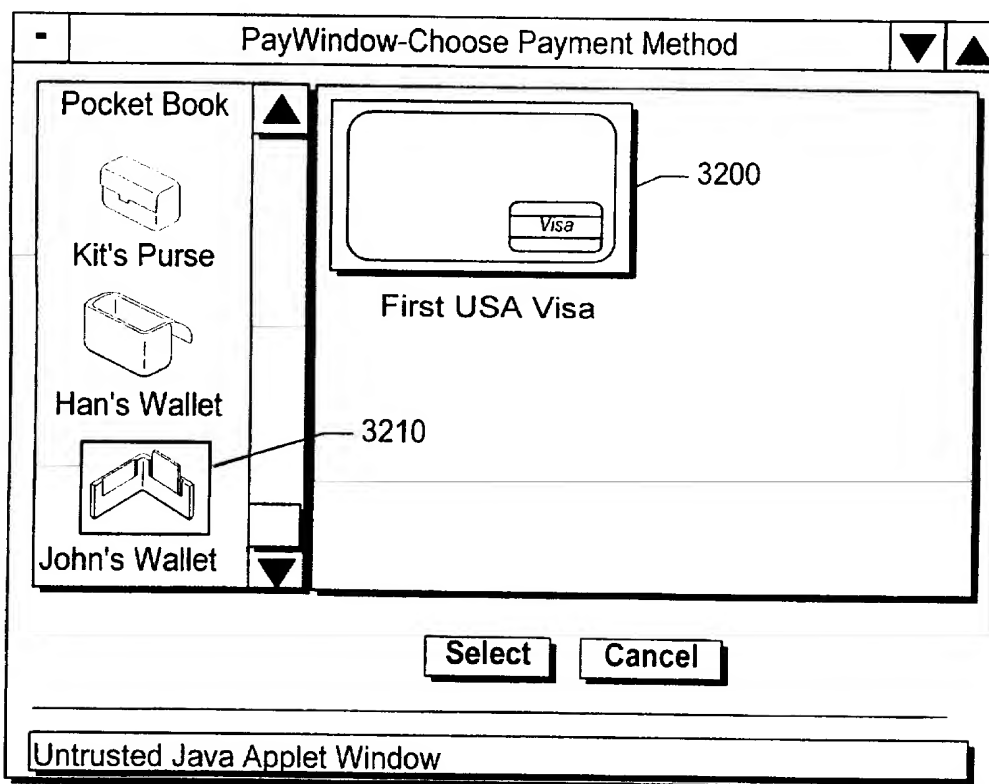 PayWindow-Choose Payment Method
Pocket Book
Kit's Purse
Han's Wallet
John's Wallet
3210
Visa
3200
First USA Visa
Select
Cancel
Untrusted Java Applet Window